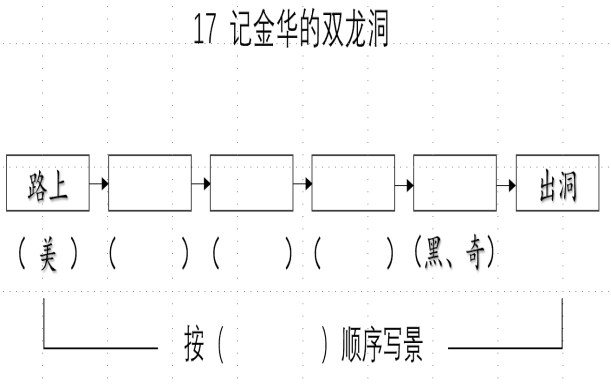 17 记金华的双龙洞
路上 出洞
（ 美 ）（ ）（ ）（ ）（黑、奇）
按（ ）顺序写景